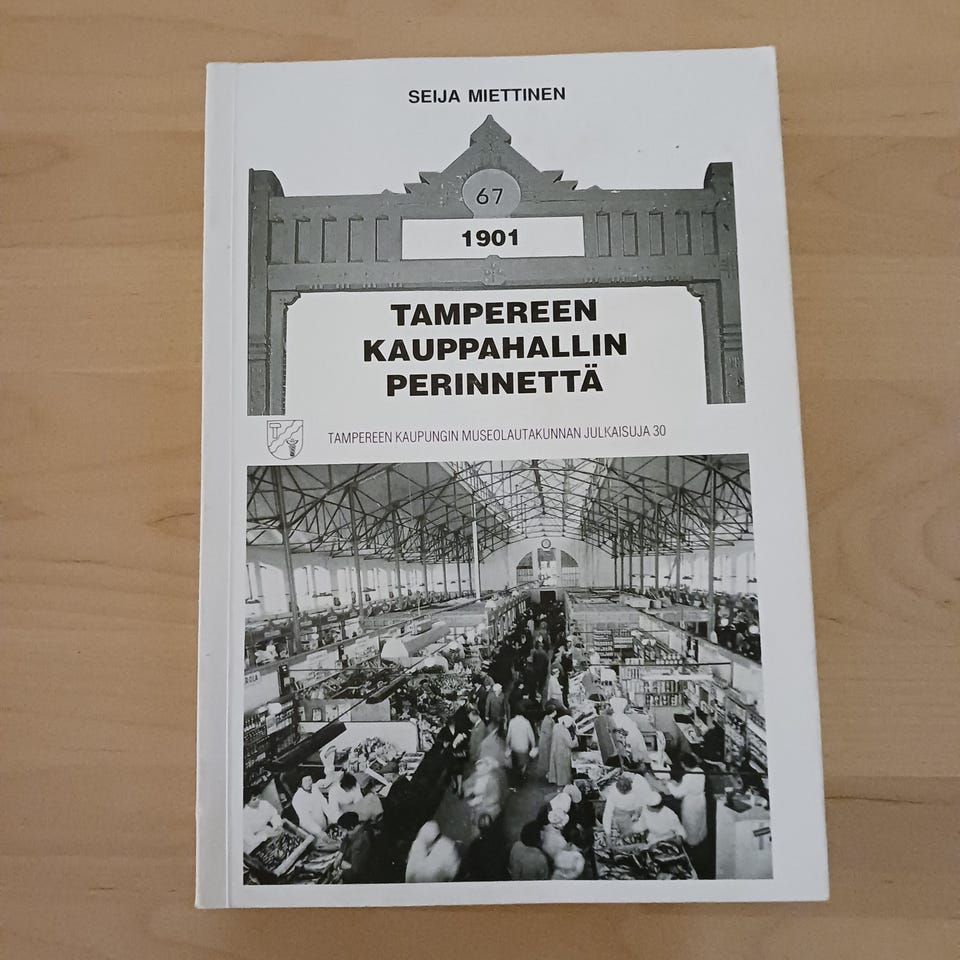 SEIJA MIETTINEN
67
1901
TAMPEREEN
KAUPPAHALLIN
PERINNETTÄ
TAMPEREEN KAUPUNGIN MUSEOLAUTAKUNNAN JULKAISUJA 30